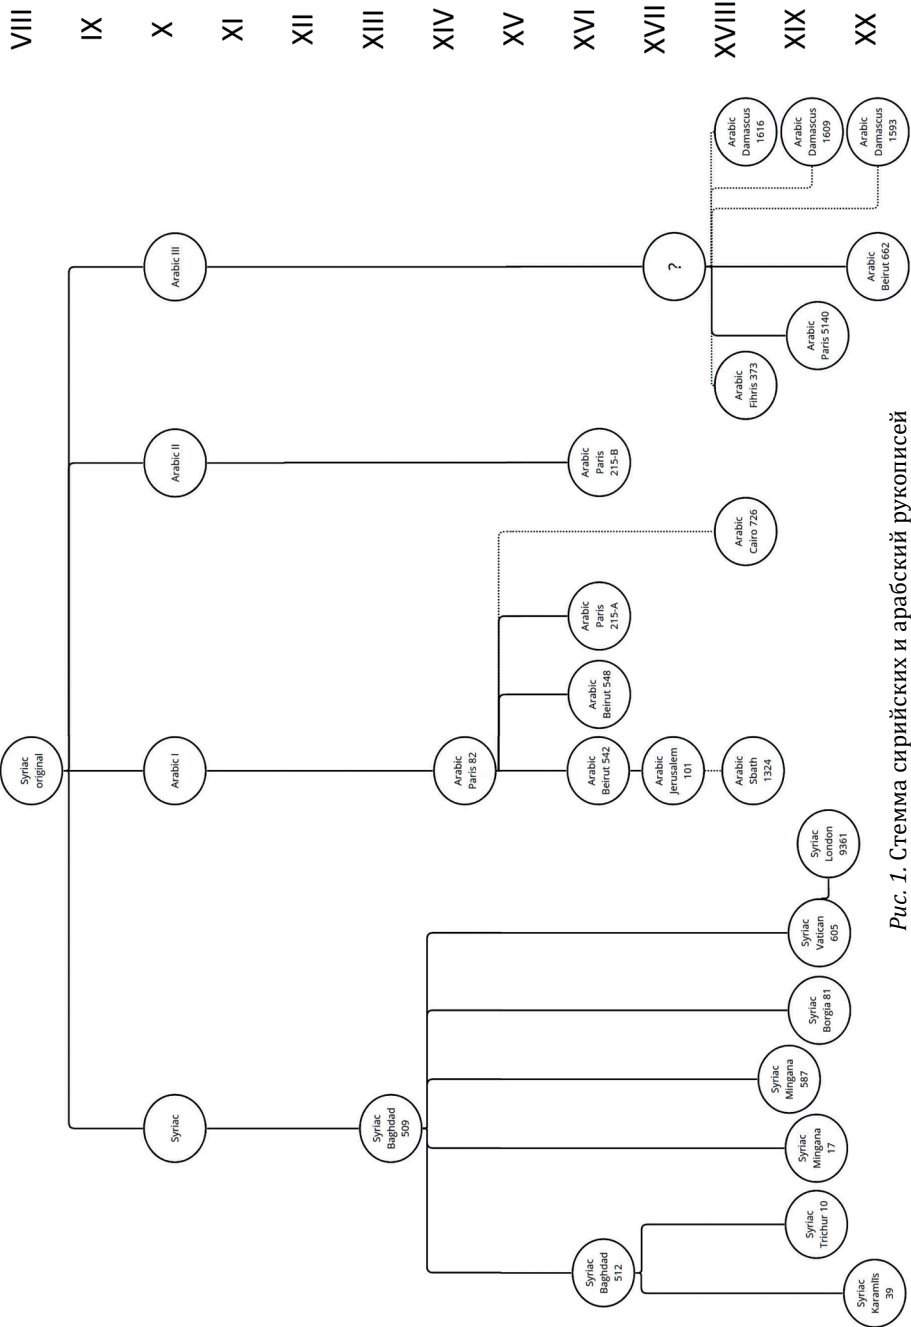 VIII
IX
X
XI
XII
XIII
XIV
XV
XVI
XVII
XVIII
XIX
XX
Syriac
original
Syriac
Arabic I
Arabic II
Arabic III
Syriac
Baghdad
509
Arabic
Paris 82
Syriac
Baghdad
512
Arabic
Beirut 542
Arabic
Beirut 548
Arabic
Paris
215-A
Arabic
Paris
215-B
Arabic
Jerusalem
101
?
Arabic
Sbath
1324
Arabic
Cairo 726
Arabic
Fihris 373
Arabic
Damascus
1616
Syriac
Karamlis
39
Syriac
Trichur 10
Syriac
Mingana
17
Syriac
Mingana
587
Syriac
Borgia 81
Syriac
Vatican
605
Syriac
London
9361
Arabic
Paris 5140
Arabic
Beirut 662
Arabic
Damascus
1609
Arabic
Damascus
1593
Рис. 1. Стемма сирийских и арабский рукописей